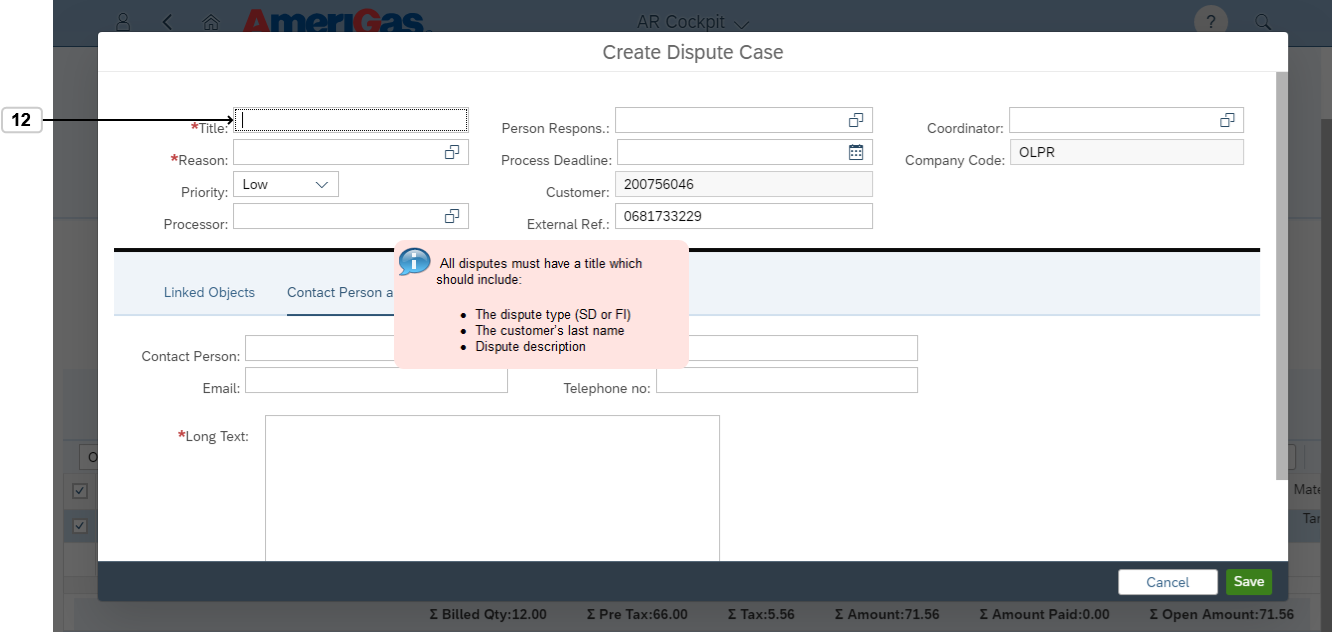 AmeriGas
AR Cockpit
?
Create Dispute Case
12
*Title:
Person Respons.:
Coordinator:
*Reason:
Process Deadline:
Company Code: OLPR
Priority: Low
Customer: 200756046
Processor:
External Ref.: 0681733229
All disputes must have a title which
should include:
• The dispute type (SD or FI)
• The customer's last name
• Dispute description
Linked Objects
Contact Person a
Contact Person:
Email:
Telephone no:
*Long Text:
O
Mate
Tar
Cancel
Save
Σ Billed Qty:12.00 Σ Pre Tax:66.00 Σ Tax:5.56 Σ Amount:71.56 Σ Amount Paid:0.00 Σ Open Amount:71.56